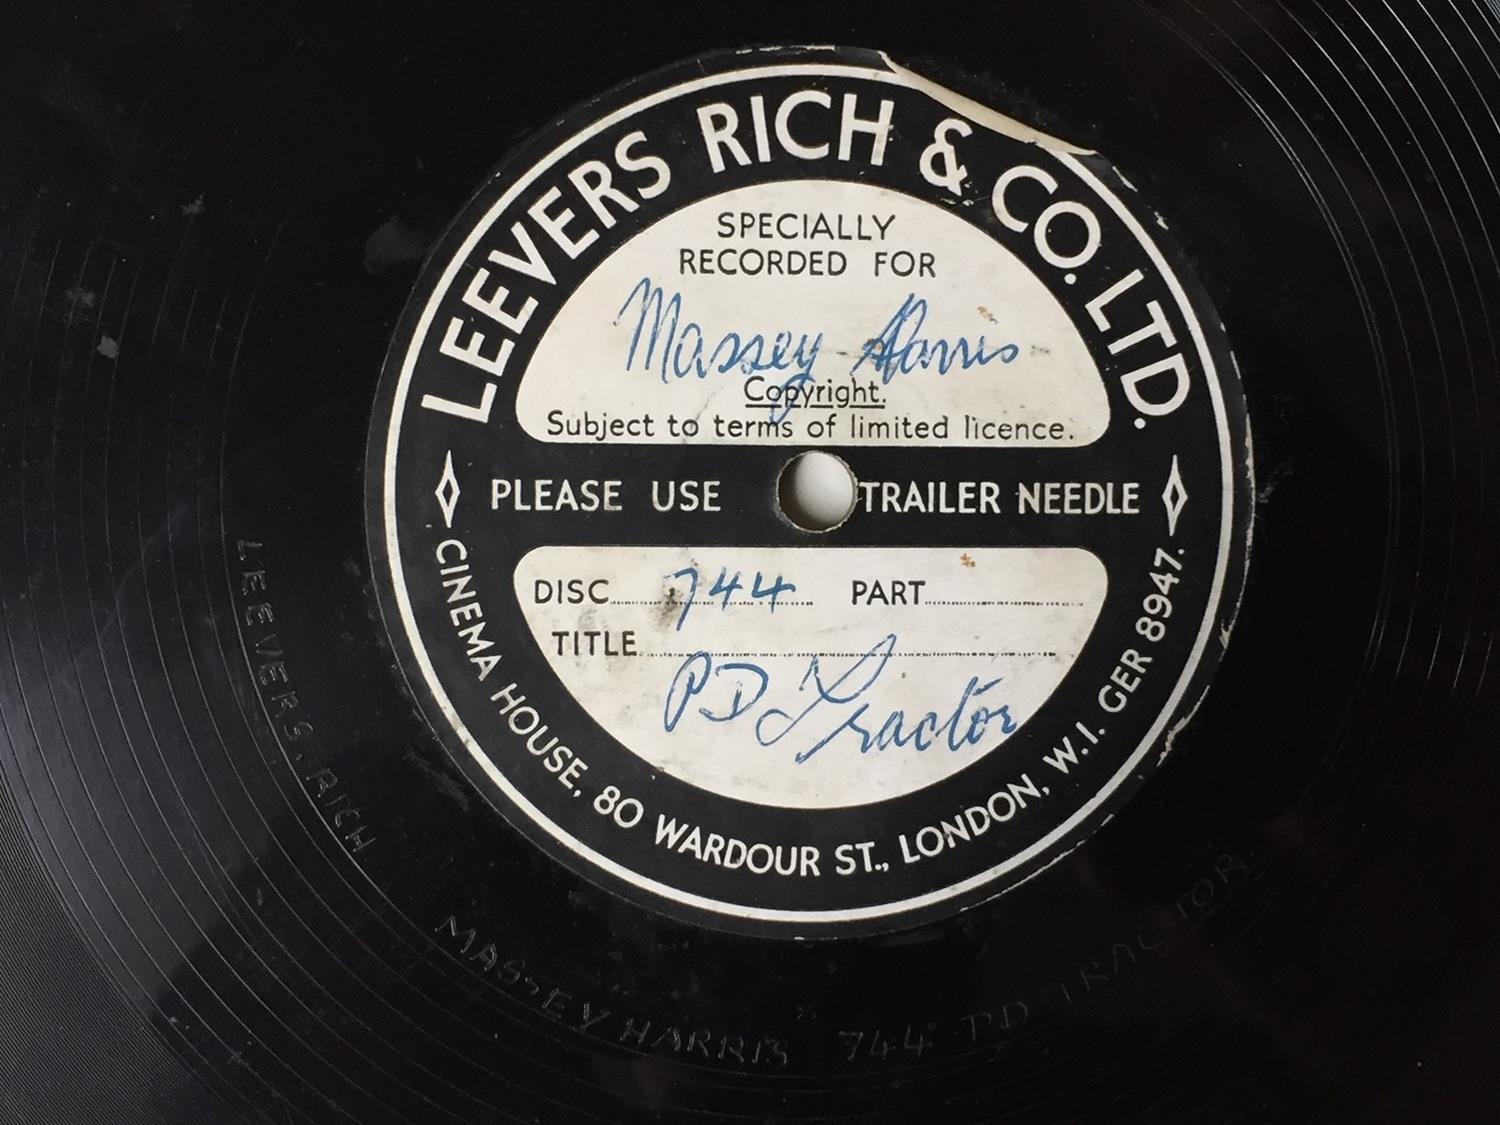 LEEVERS RICH & CO. LTD.
SPECIALLY
RECORDED FOR
Massey Harris
Copyright.
Subject to terms of limited licence.
PLEASE USE TRAILER NEEDLE
DISC 744 PART
TITLE
PD Tractor
CINEMA HOUSE, 80 WARDOUR ST., LONDON, W.1. GER 8947.
LEEVERS. RICH
MASSEY HARRIS 744 PD TRACTOR